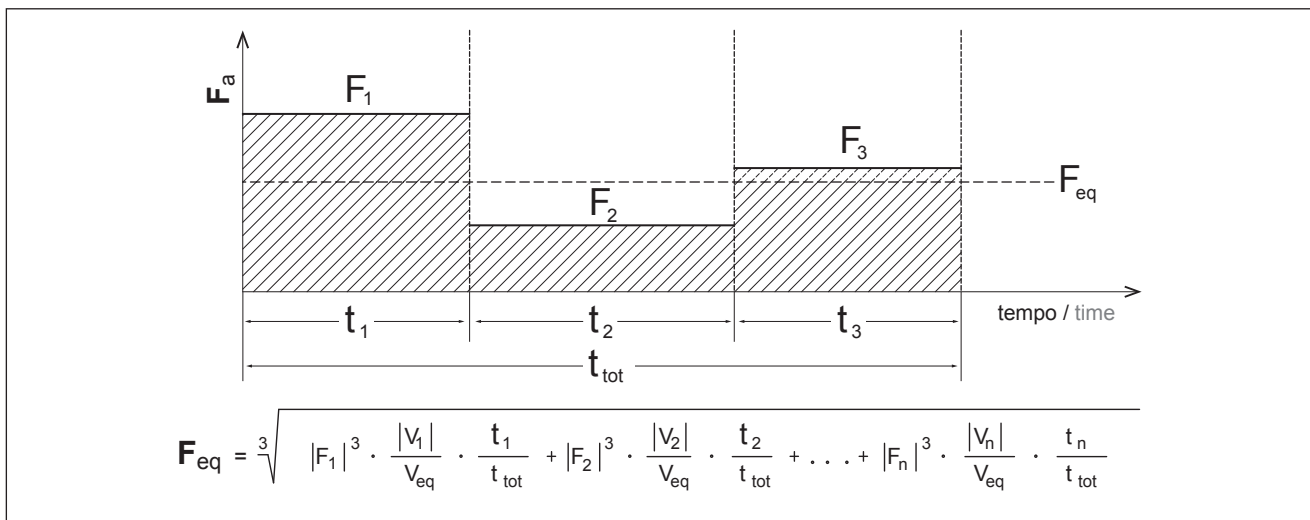 Fa
F1
F3
Feq
F2
t1 t2 t3 tempo / time
ttot
Feq = 3√ |F1|3 · |V1|/Veq · t1/ttot + |F2|3 · |V2|/Veq · t2/ttot + . . . + |Fn|3 · |Vn|/Veq · tn/ttot